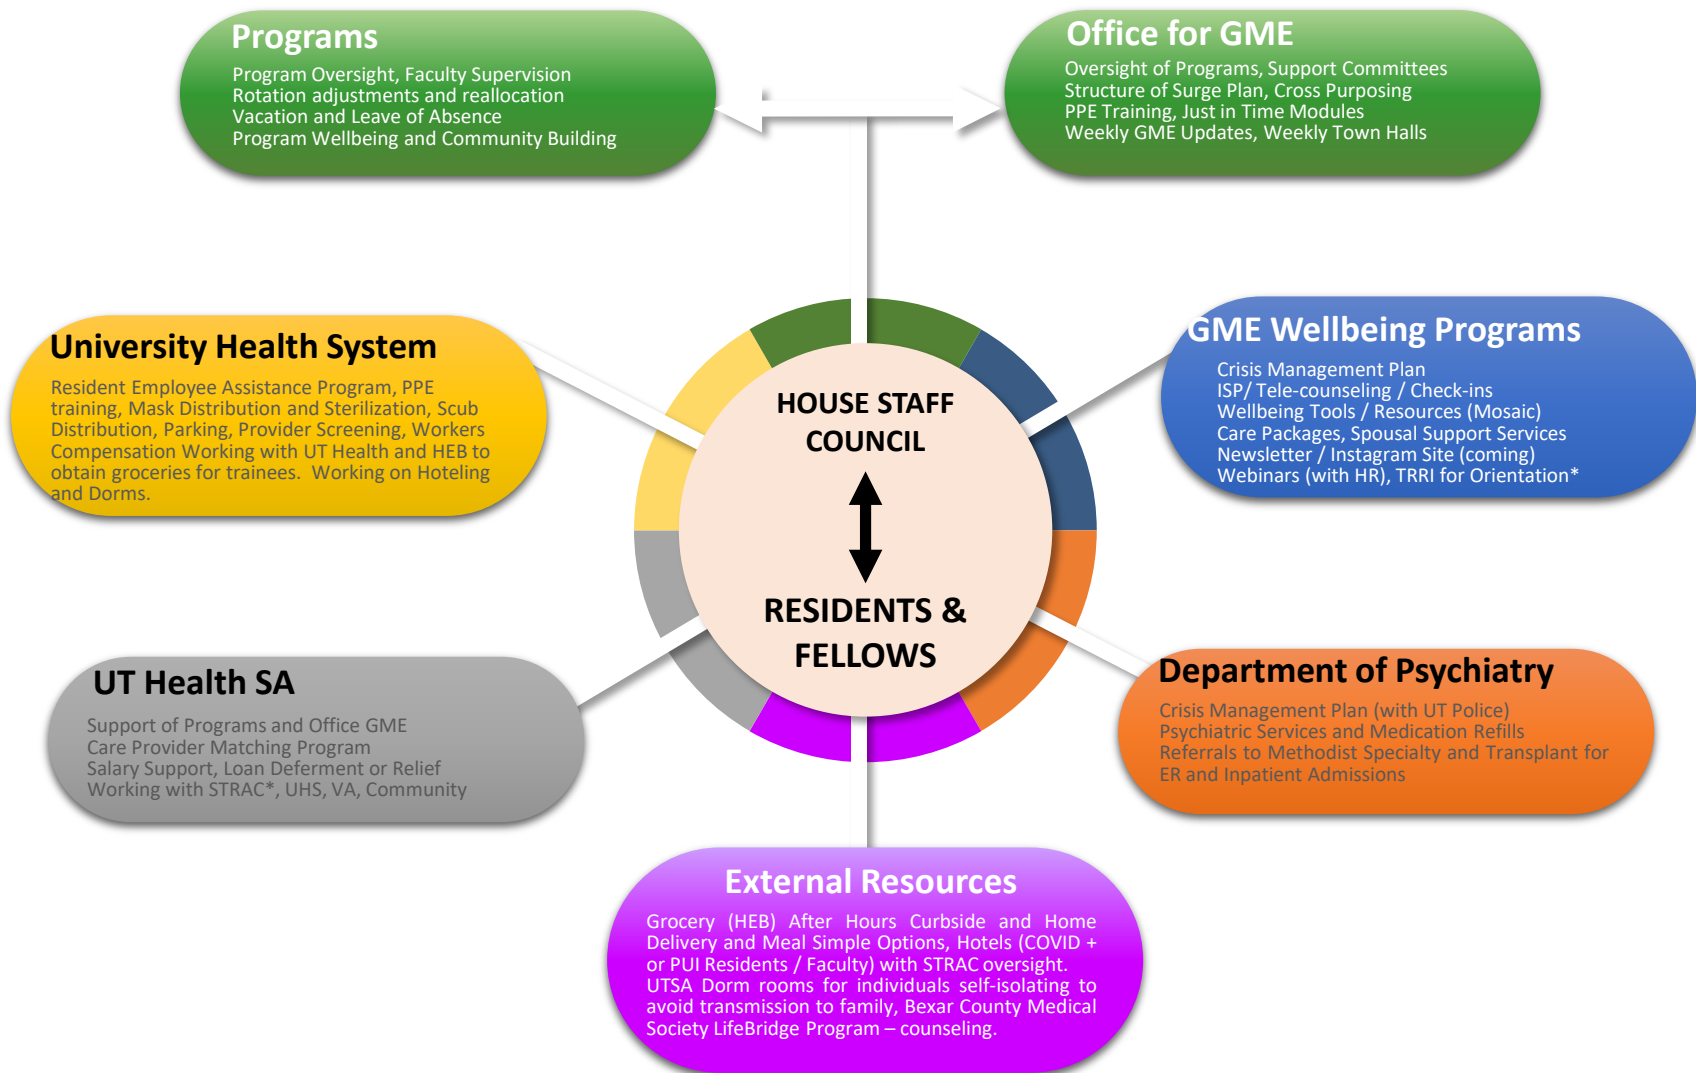 Programs
Program Oversight, Faculty Supervision
Rotation adjustments and reallocation
Vacation and Leave of Absence
Program Wellbeing and Community Building
Office for GME
Oversight of Programs, Support Committees
Structure of Surge Plan, Cross Purposing
PPE Training, Just in Time Modules
Weekly GME Updates, Weekly Town Halls
University Health System
Resident Employee Assistance Program, PPE
training, Mask Distribution and Sterilization, Scub
Distribution, Parking, Provider Screening, Workers
Compensation Working with UT Health and HEB to
obtain groceries for trainees. Working on Hoteling
and Dorms.
GME Wellbeing Programs
Crisis Management Plan
ISP/ Tele-counseling / Check-ins
Wellbeing Tools / Resources (Mosaic)
Care Packages, Spousal Support Services
Newsletter / Instagram Site (coming)
Webinars (with HR), TRRI for Orientation*
HOUSE STAFF
COUNCIL
RESIDENTS &
FELLOWS
UT Health SA
Support of Programs and Office GME
Care Provider Matching Program
Salary Support, Loan Deferment or Relief
Working with STRAC*, UHS, VA, Community
Department of Psychiatry
Crisis Management Plan (with UT Police)
Psychiatric Services and Medication Refills
Referrals to Methodist Specialty and Transplant for
ER and Inpatient Admissions
External Resources
Grocery (HEB) After Hours Curbside and Home
Delivery and Meal Simple Options, Hotels (COVID +
or PUI Residents / Faculty) with STRAC oversight.
UTSA Dorm rooms for individuals self-isolating to
avoid transmission to family, Bexar County Medical
Society LifeBridge Program – counseling.